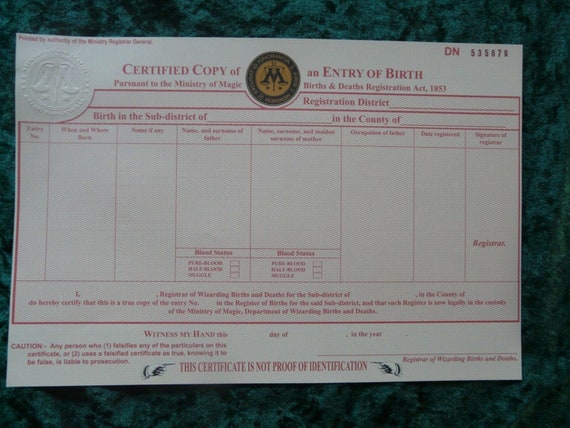 Printed by authority of the Ministry Registrar General.
DN 535679
CERTIFIED COPY of an ENTRY OF BIRTH
Pursuant to the Ministry of Magic Births & Deaths Registration Act, 1853
Registration District
Birth in the Sub-district of in the County of
Entry No. When and Where Born Name if any Name, and surname of father Name, surname, and maiden surname of mother Occupation of father Date registered Signature of registrar
Registrar.
Blood Status Blood Status
PURE-BLOOD PURE-BLOOD
HALF-BLOOD HALF-BLOOD
MUGGLE MUGGLE
I, , Registrar of Wizarding Births and Deaths for the Sub-district of , in the County of
do hereby certify that this is a true copy of the entry No. in the Register of Births for the said Sub-district, and that such Register is now legally in the custody
of the Ministry of Magic, Department of Wizarding Births and Deaths.
WITNESS MY HAND this day of , in the year
CAUTION:- Any person who (1) falsifies any of the particulars on this
certificate, or (2) uses a falsified certificate as true, knowing it to
be false, is liable to prosecution.
Registrar of Wizarding Births and Deaths.
THIS CERTIFICATE IS NOT PROOF OF IDENTIFICATION